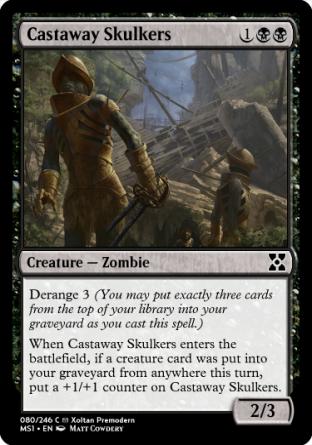 Castaway Skulkers 1
Creature — Zombie
Derange 3 (You may put exactly three cards
from the top of your library into your
graveyard as you cast this spell.)
When Castaway Skulkers enters the
battlefield, if a creature card was put into
your graveyard from anywhere this turn,
put a +1/+1 counter on Castaway Skulkers.
2/3
080/246 C Xoltan Premodern
MS1 • EN Matt Cowdery